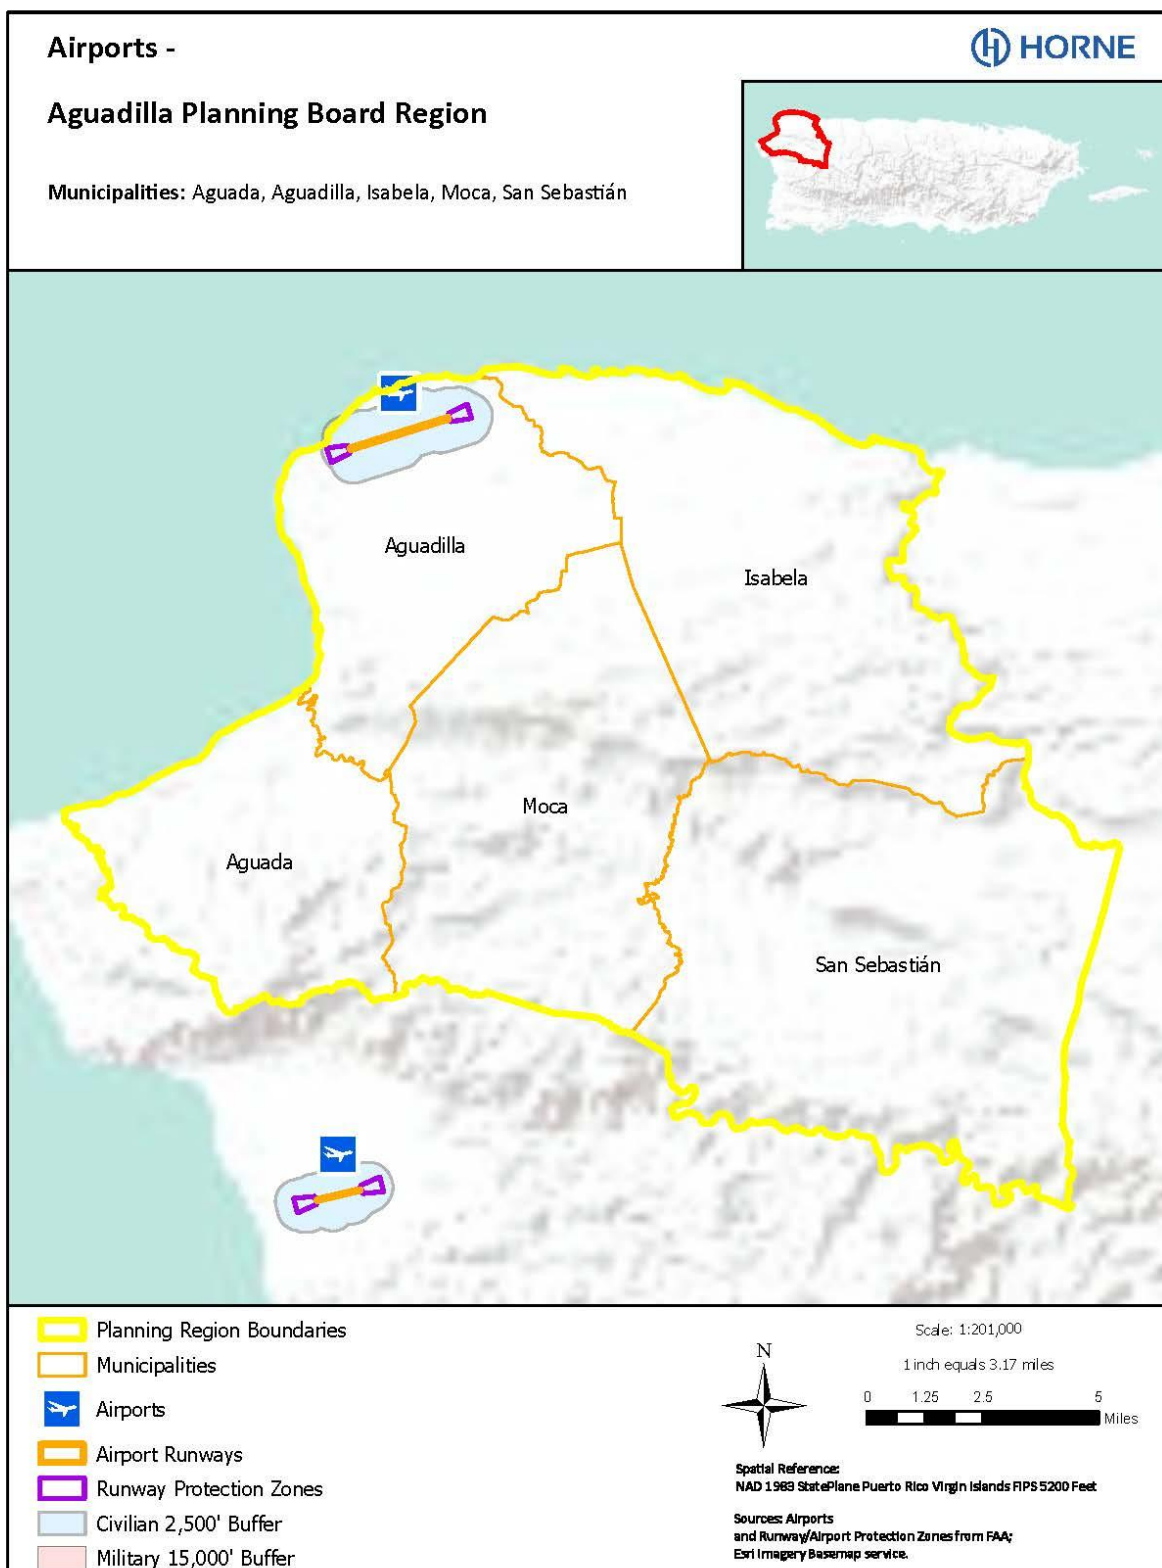 Airports -
HORNE
Aguadilla Planning Board Region
Municipalities: Aguada, Aguadilla, Isabela, Moca, San Sebastián
Aguadilla
Isabela
Moca
Aguada
San Sebastián
Planning Region Boundaries
Municipalities
Airports
Airport Runways
Runway Protection Zones
Civilian 2,500' Buffer
Military 15,000' Buffer
N
Scale: 1:201,000
1 inch equals 3.17 miles
0 1.25 2.5 5
Miles
Spatial Reference:
NAD 1983 StatePlane Puerto Rico Virgin Islands FIPS 5200 Feet
Sources: Airports
and Runway/Airport Protection Zones from FAA;
Esri Imagery Basemap service.